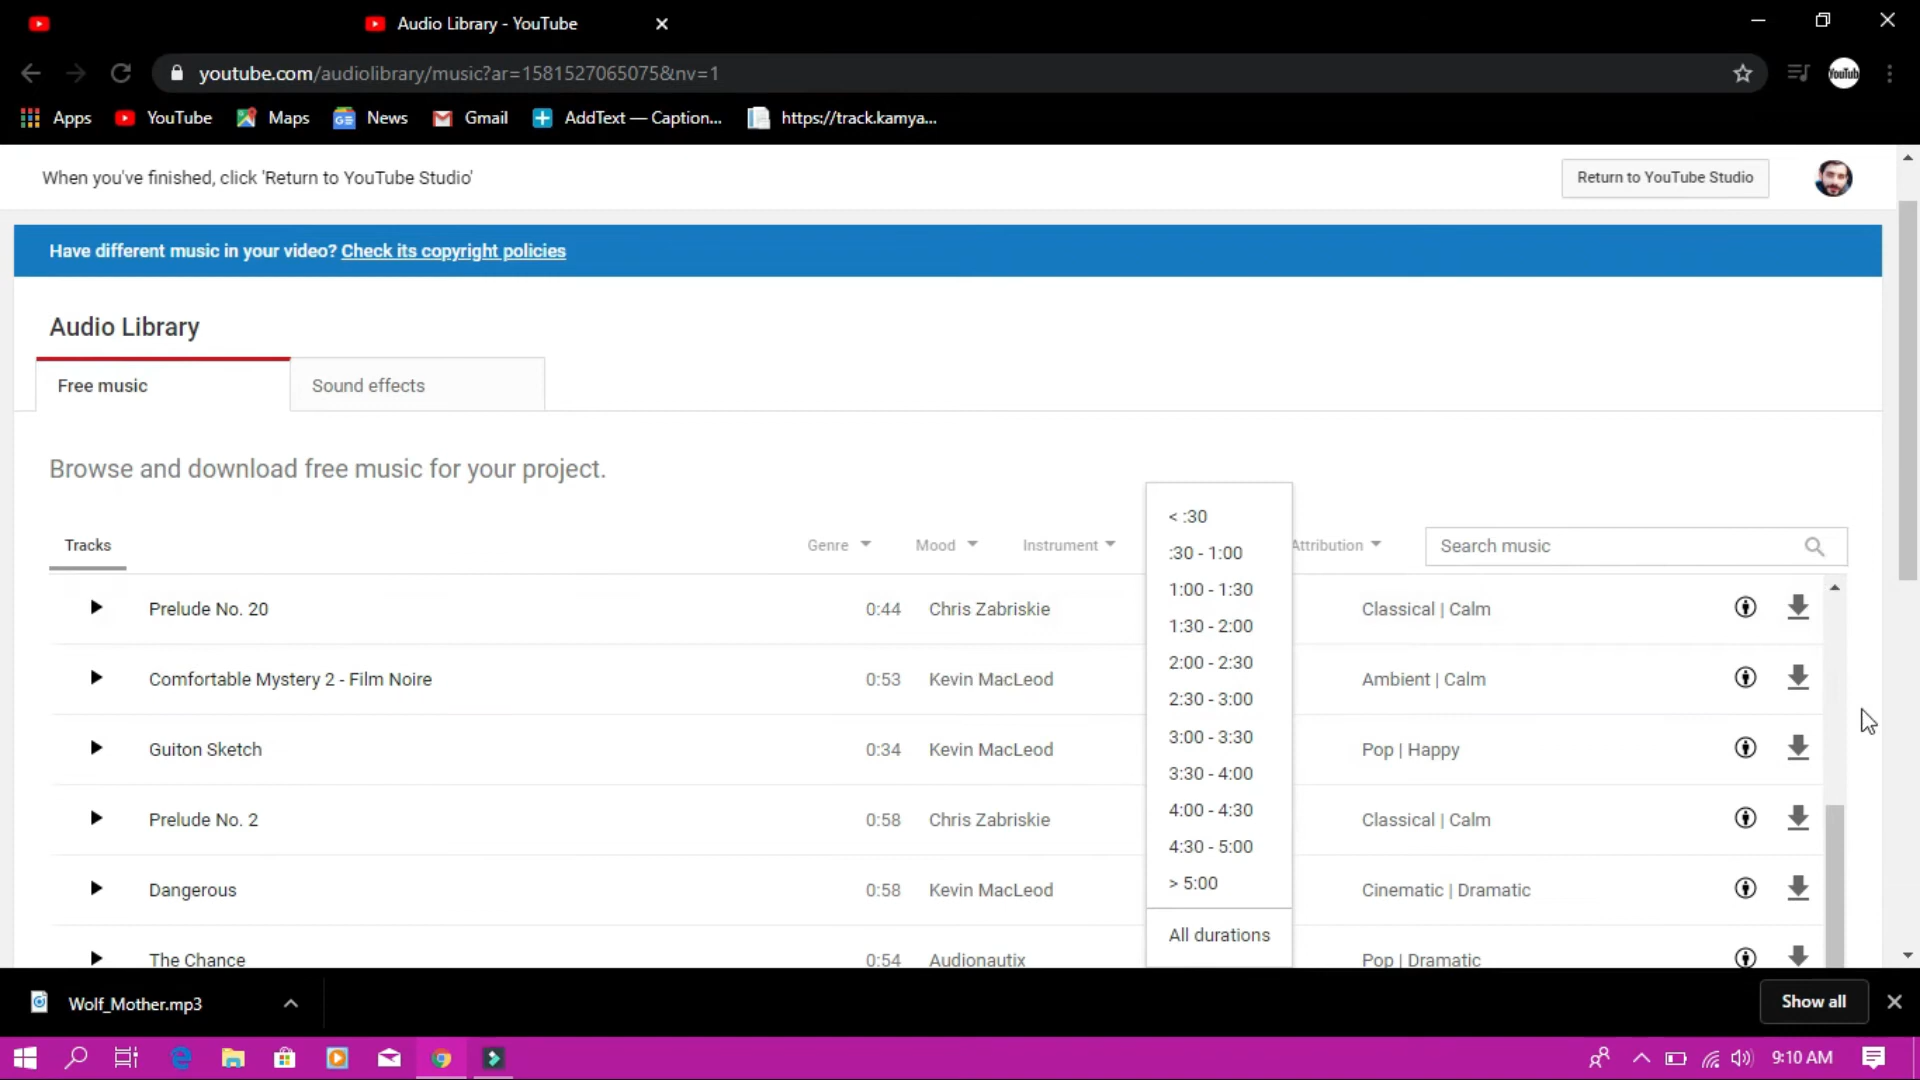 Audio Library - YouTube
youtube.com/audiolibrary/music?ar=1581527065075&nv=1
YouTub
Apps YouTube Maps News Gmail AddText — Caption... https://track.kamya...
When you've finished, click 'Return to YouTube Studio'
Return to YouTube Studio
Have different music in your video? Check its copyright policies
Audio Library
Free music
Sound effects
Browse and download free music for your project.
Tracks
Genre
Mood
Instrument
Attribution
Search music
< :30
:30 - 1:00
1:00 - 1:30
1:30 - 2:00
2:00 - 2:30
2:30 - 3:00
3:00 - 3:30
3:30 - 4:00
4:00 - 4:30
4:30 - 5:00
> 5:00
All durations
Prelude No. 20 0:44 Chris Zabriskie Classical | Calm
Comfortable Mystery 2 - Film Noire 0:53 Kevin MacLeod Ambient | Calm
Guiton Sketch 0:34 Kevin MacLeod Pop | Happy
Prelude No. 2 0:58 Chris Zabriskie Classical | Calm
Dangerous 0:58 Kevin MacLeod Cinematic | Dramatic
The Chance 0:54 Audionautix Pop | Dramatic
Wolf_Mother.mp3
Show all
9:10 AM